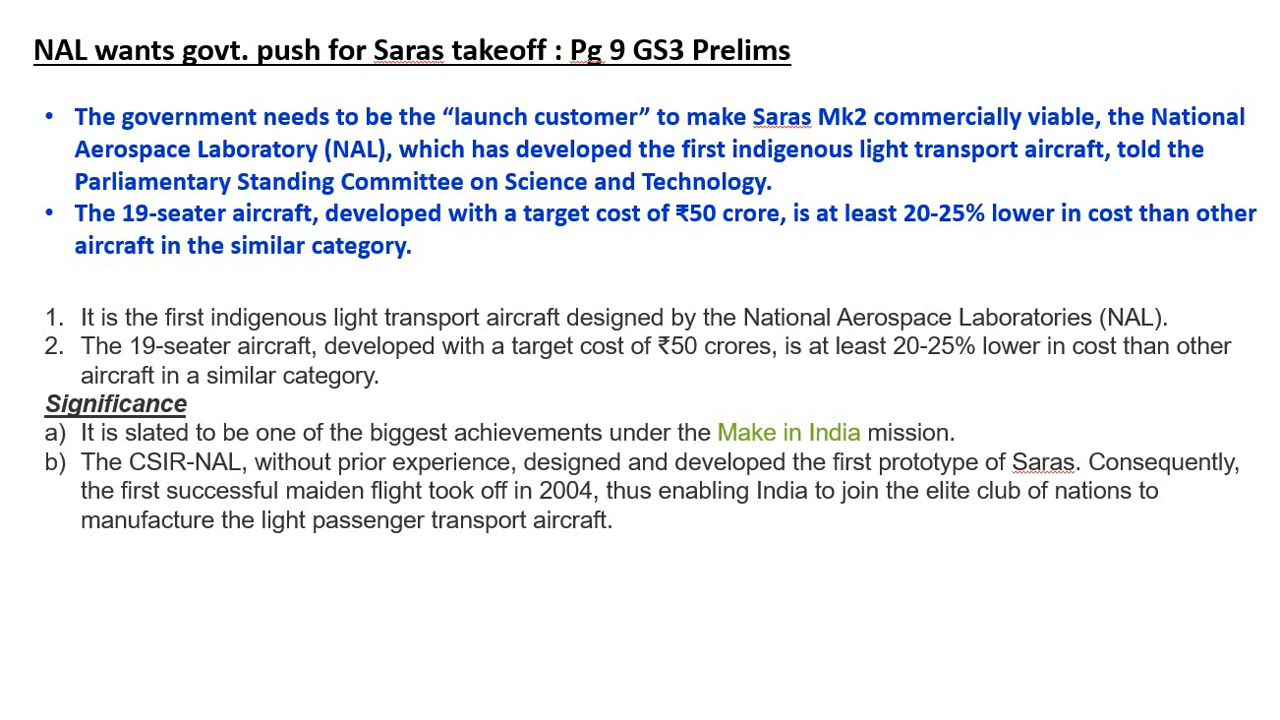 NAL wants govt. push for Saras takeoff : Pg 9 GS3 Prelims
• The government needs to be the “launch customer” to make Saras Mk2 commercially viable, the National
Aerospace Laboratory (NAL), which has developed the first indigenous light transport aircraft, told the
Parliamentary Standing Committee on Science and Technology.
• The 19-seater aircraft, developed with a target cost of ₹50 crore, is at least 20-25% lower in cost than other
aircraft in the similar category.
1. It is the first indigenous light transport aircraft designed by the National Aerospace Laboratories (NAL).
2. The 19-seater aircraft, developed with a target cost of ₹50 crores, is at least 20-25% lower in cost than other
aircraft in a similar category.
Significance
a) It is slated to be one of the biggest achievements under the Make in India mission.
b) The CSIR-NAL, without prior experience, designed and developed the first prototype of Saras. Consequently,
the first successful maiden flight took off in 2004, thus enabling India to join the elite club of nations to
manufacture the light passenger transport aircraft.